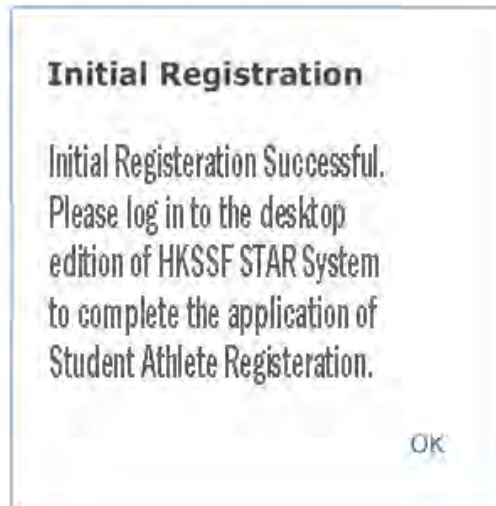 Initial Registration
Initial Registeration Successful.
Please log in to the desktop
edition of HKSSF STAR System
to complete the application of
Student Athlete Registeration.
OK